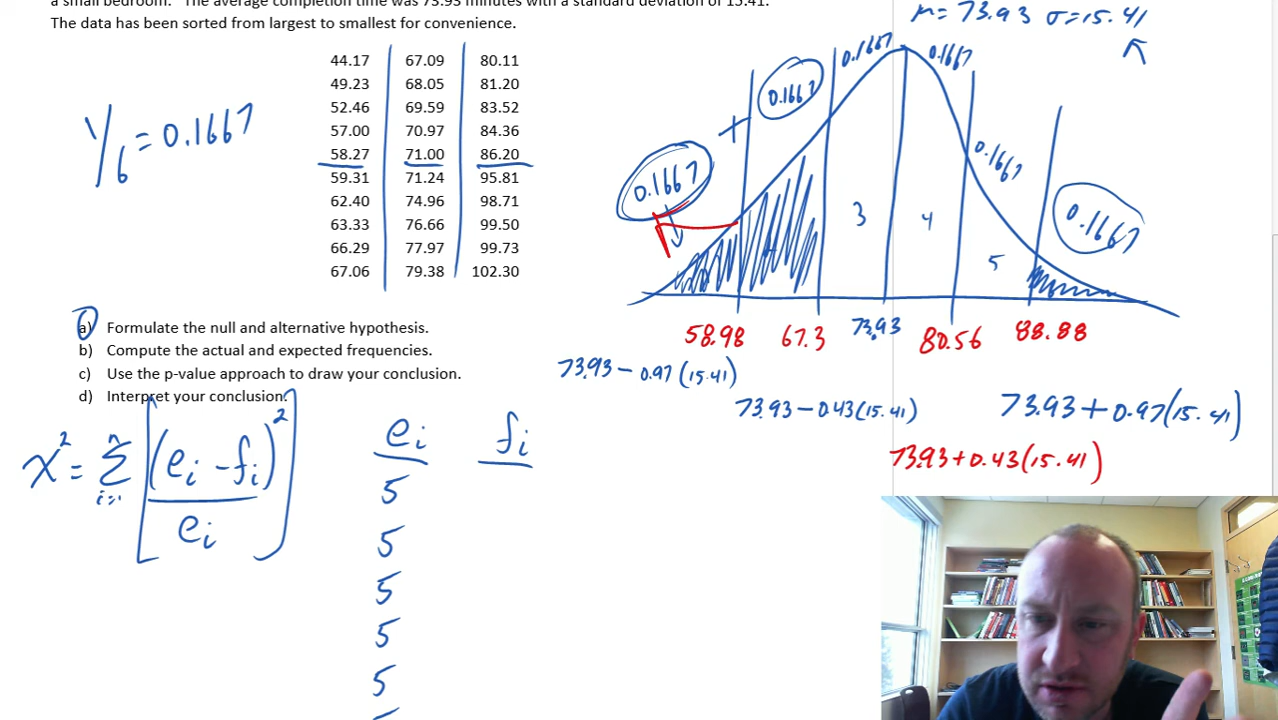 a small bedroom. The average completion time was 73.93 minutes with a standard deviation of 15.41.
The data has been sorted from largest to smallest for convenience.
44.17 67.09 80.11
49.23 68.05 81.20
52.46 69.59 83.52
57.00 70.97 84.36
58.27 71.00 86.20
59.31 71.24 95.81
62.40 74.96 98.71
63.33 76.66 99.50
66.29 77.97 99.73
67.06 79.38 102.30
1/6 = 0.1667
a) Formulate the null and alternative hypothesis.
b) Compute the actual and expected frequencies.
c) Use the p-value approach to draw your conclusion.
d) Interpret your conclusion.
x² = Σ [(ei - fi)² / ei]
n
i=1
ei fi
5
5
5
5
5
μ = 73.93 σ = 15.41
0.1667 + 0.1667 0.1667 0.1667 0.1667 0.1667
3 4 5
58.98 67.3 73.93 80.56 88.88
73.93 - 0.97 (15.41)
73.93 - 0.43 (15.41)
73.93 + 0.97 (15.41)
73.93 + 0.43 (15.41)